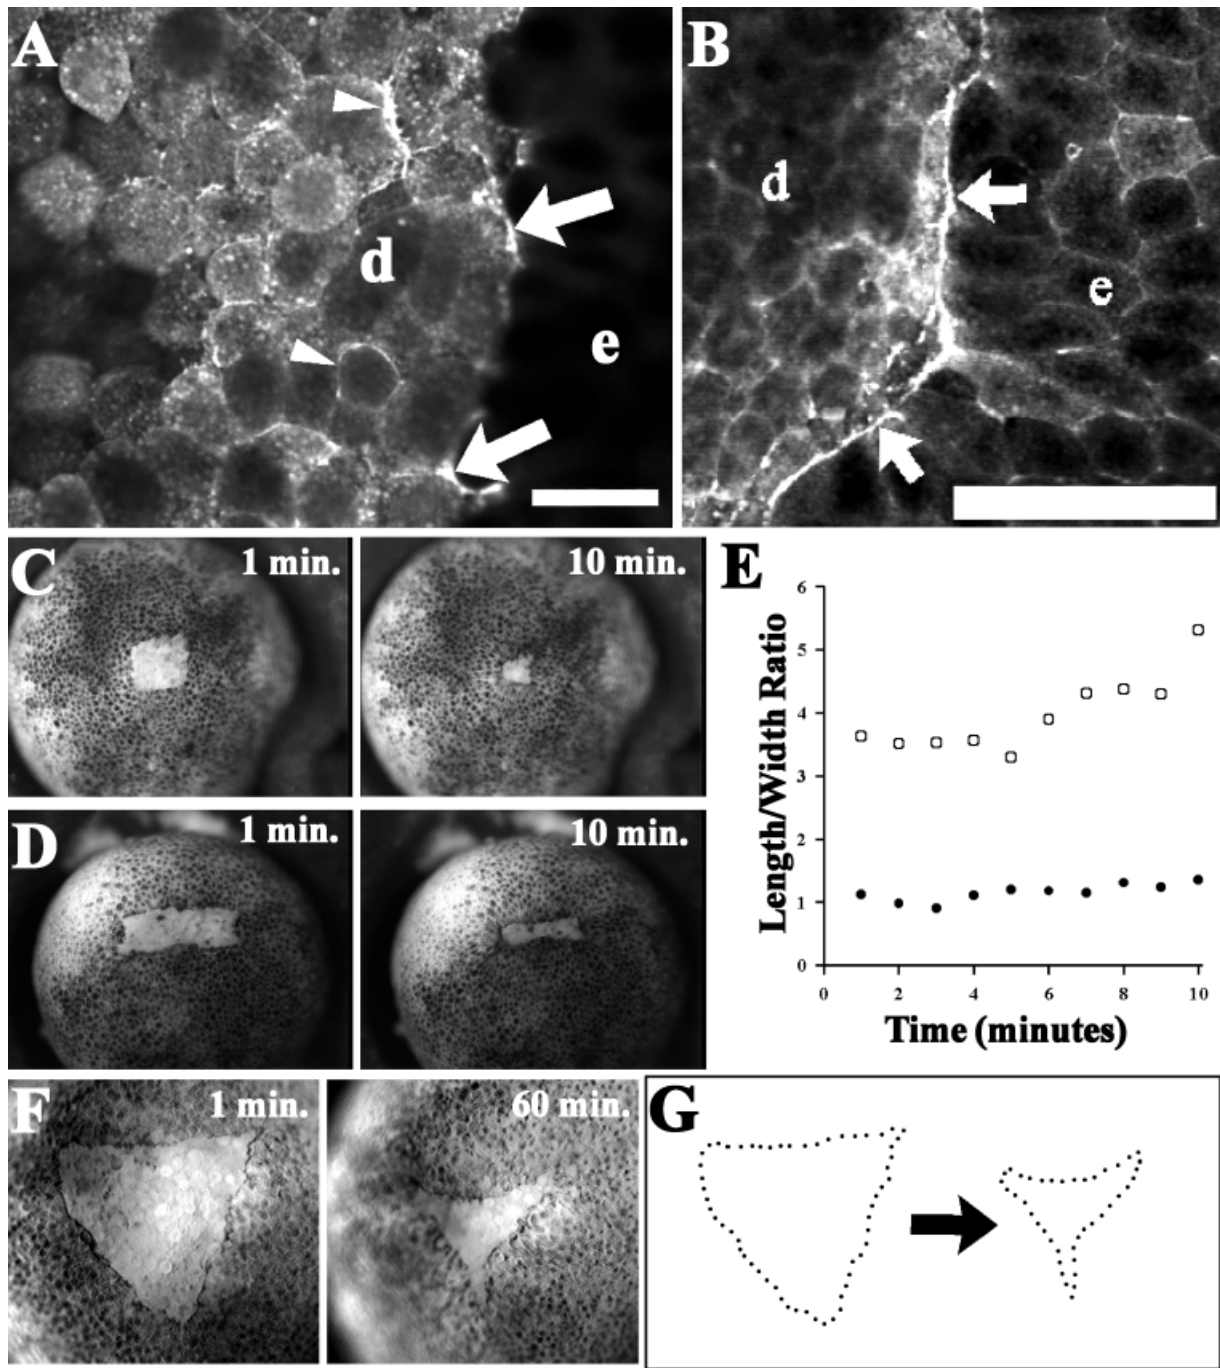 A
B
d
e
d
e
C
1 min.
10 min.
E
Length/Width Ratio
6
5
4
3
2
1
0
0
2
4
6
8
10
Time (minutes)
D
1 min.
10 min.
F
1 min.
60 min.
G